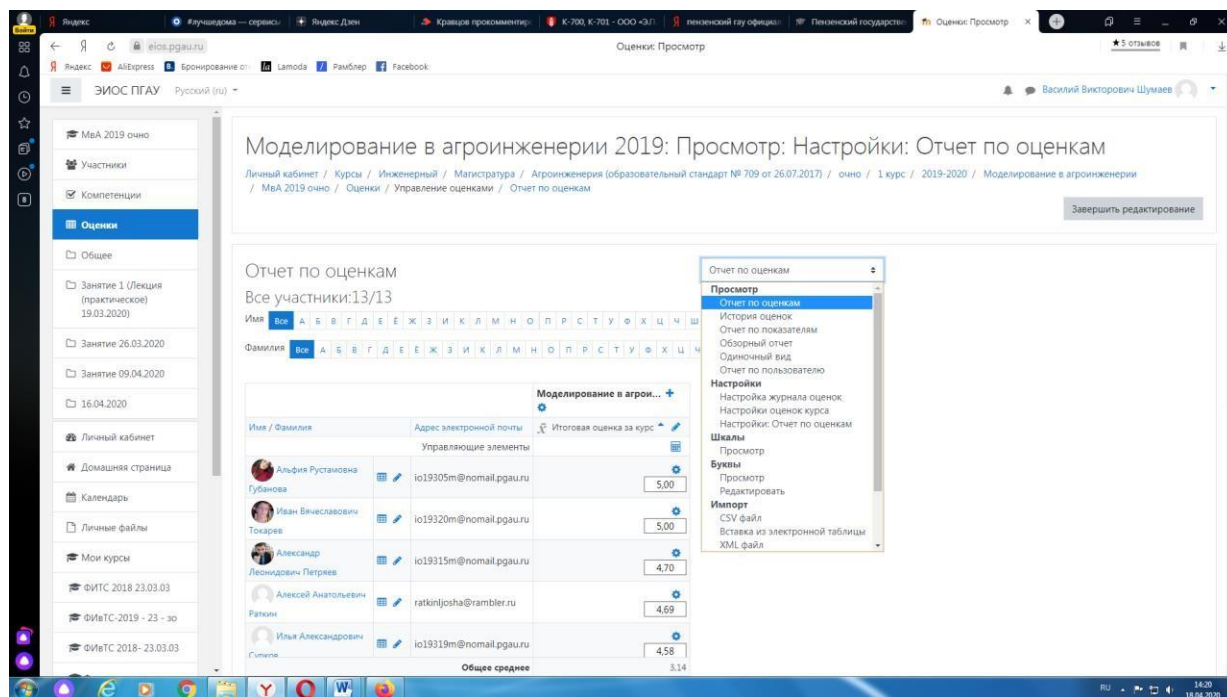 Яндекс
#лучшедома — сервисы
Яндекс Дзен
Кравцов прокомментир
К-700, К-701 - ООО «ЗЛ
пензенский гау официал
Пензенский государстве
Оценки: Просмотр
Войти
eios.pgau.ru
Оценки: Просмотр
★ 5 отзывов
Яндекс
AliExpress
Бронирование от
Lamoda
Рамблер
Facebook
ЭИОС ПГАУ
Русский (ru)
Василий Викторович Шумаев
МвА 2019 очно
Участники
Компетенции
Оценки
Общее
Занятие 1 (Лекция
(практическое)
19.03.2020)
Занятие 26.03.2020
Занятие 09.04.2020
16.04.2020
Личный кабинет
Домашняя страница
Календарь
Личные файлы
Мои курсы
ФИТС 2018 23.03.03
ФИвТС-2019 - 23 - зо
ФИвТС 2018- 23.03.03
Моделирование в агроинженерии 2019: Просмотр: Настройки: Отчет по оценкам
Личный кабинет / Курсы / Инженерный / Магистратура / Агроинженерия (образовательный стандарт № 709 от 26.07.2017) / очно / 1 курс / 2019-2020 / Моделирование в агроинженерии
/ МвА 2019 очно / Оценки / Управление оценками / Отчет по оценкам
Завершить редактирование
Отчет по оценкам
Все участники:13/13
Имя Все А Б В Г Д Е Ё Ж З И К Л М Н О П Р С Т У Ф Х Ц Ч Ш
Фамилия Все А Б В Г Д Е Ё Ж З И К Л М Н О П Р С Т У Ф Х Ц Ч
Моделирование в агрои...
Имя / Фамилия
Адрес электронной почты
Итоговая оценка за курс
Управляющие элементы
Альфия Рустамовна
Губанова
io19305m@nomail.pgau.ru
5,00
Иван Вячеславович
Токарев
io19320m@nomail.pgau.ru
5,00
Александр
Леонидович Петряев
io19315m@nomail.pgau.ru
4,70
Алексей Анатольевич
Раткин
ratkinljosha@rambler.ru
4,69
Илья Александрович
io19319m@nomail.pgau.ru
4,58
Общее среднее
3,14
Отчет по оценкам
Просмотр
Отчет по оценкам
История оценок
Отчет по показателям
Обзорный отчет
Одиночный вид
Отчет по пользователю
Настройки
Настройка журнала оценок
Настройки оценок курса
Настройки: Отчет по оценкам
Шкалы
Просмотр
Буквы
Просмотр
Редактировать
Импорт
CSV файл
Вставка из электронной таблицы
XML файл
RU
14:20
18.04.2020